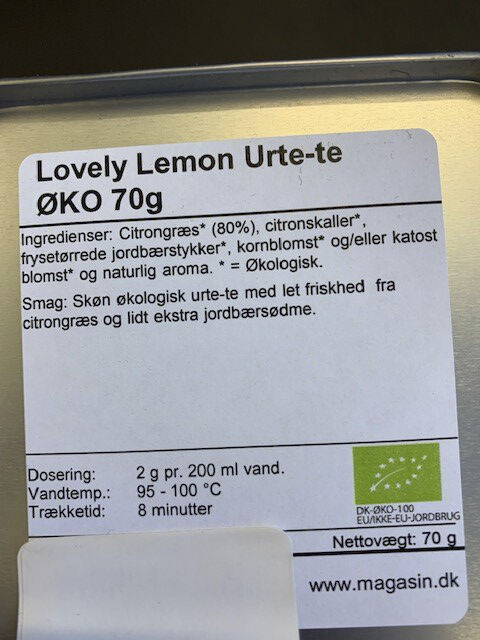 Lovely Lemon Urte-te
ØKO 70g
Ingredienser: Citrongræs* (80%), citronskaller*,
frysetørrede jordbærstykker*, kornblomst* og/eller katost
blomst* og naturlig aroma. * = Økologisk.
Smag: Skøn økologisk urte-te med let friskhed fra
citrongræs og lidt ekstra jordbærsødme.
Dosering: 2 g pr. 200 ml vand.
Vandtemp.: 95 - 100 °C
Trækketid: 8 minutter
DK-ØKO-100
EU/IKKE-EU-JORDBRUG
Nettovægt: 70 g
www.magasin.dk